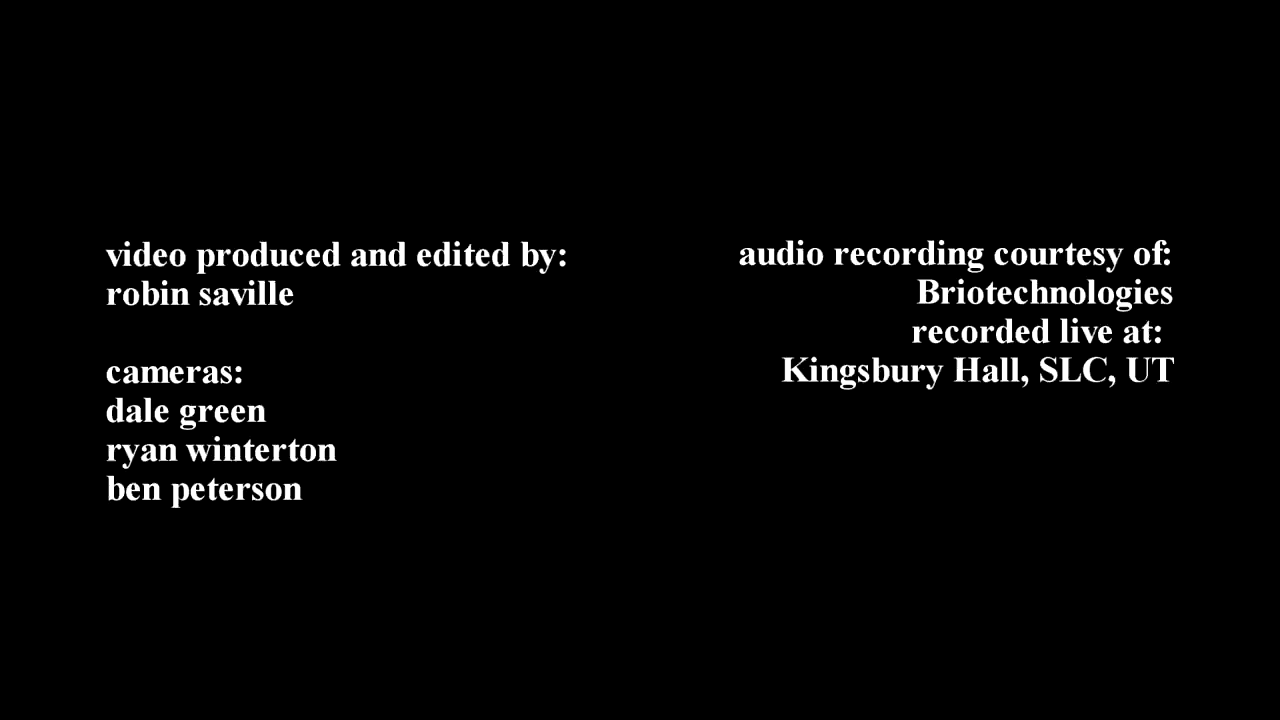 video produced and edited by:
robin saville
cameras:
dale green
ryan winterton
ben peterson
audio recording courtesy of:
Briotechnologies
recorded live at:
Kingsbury Hall, SLC, UT